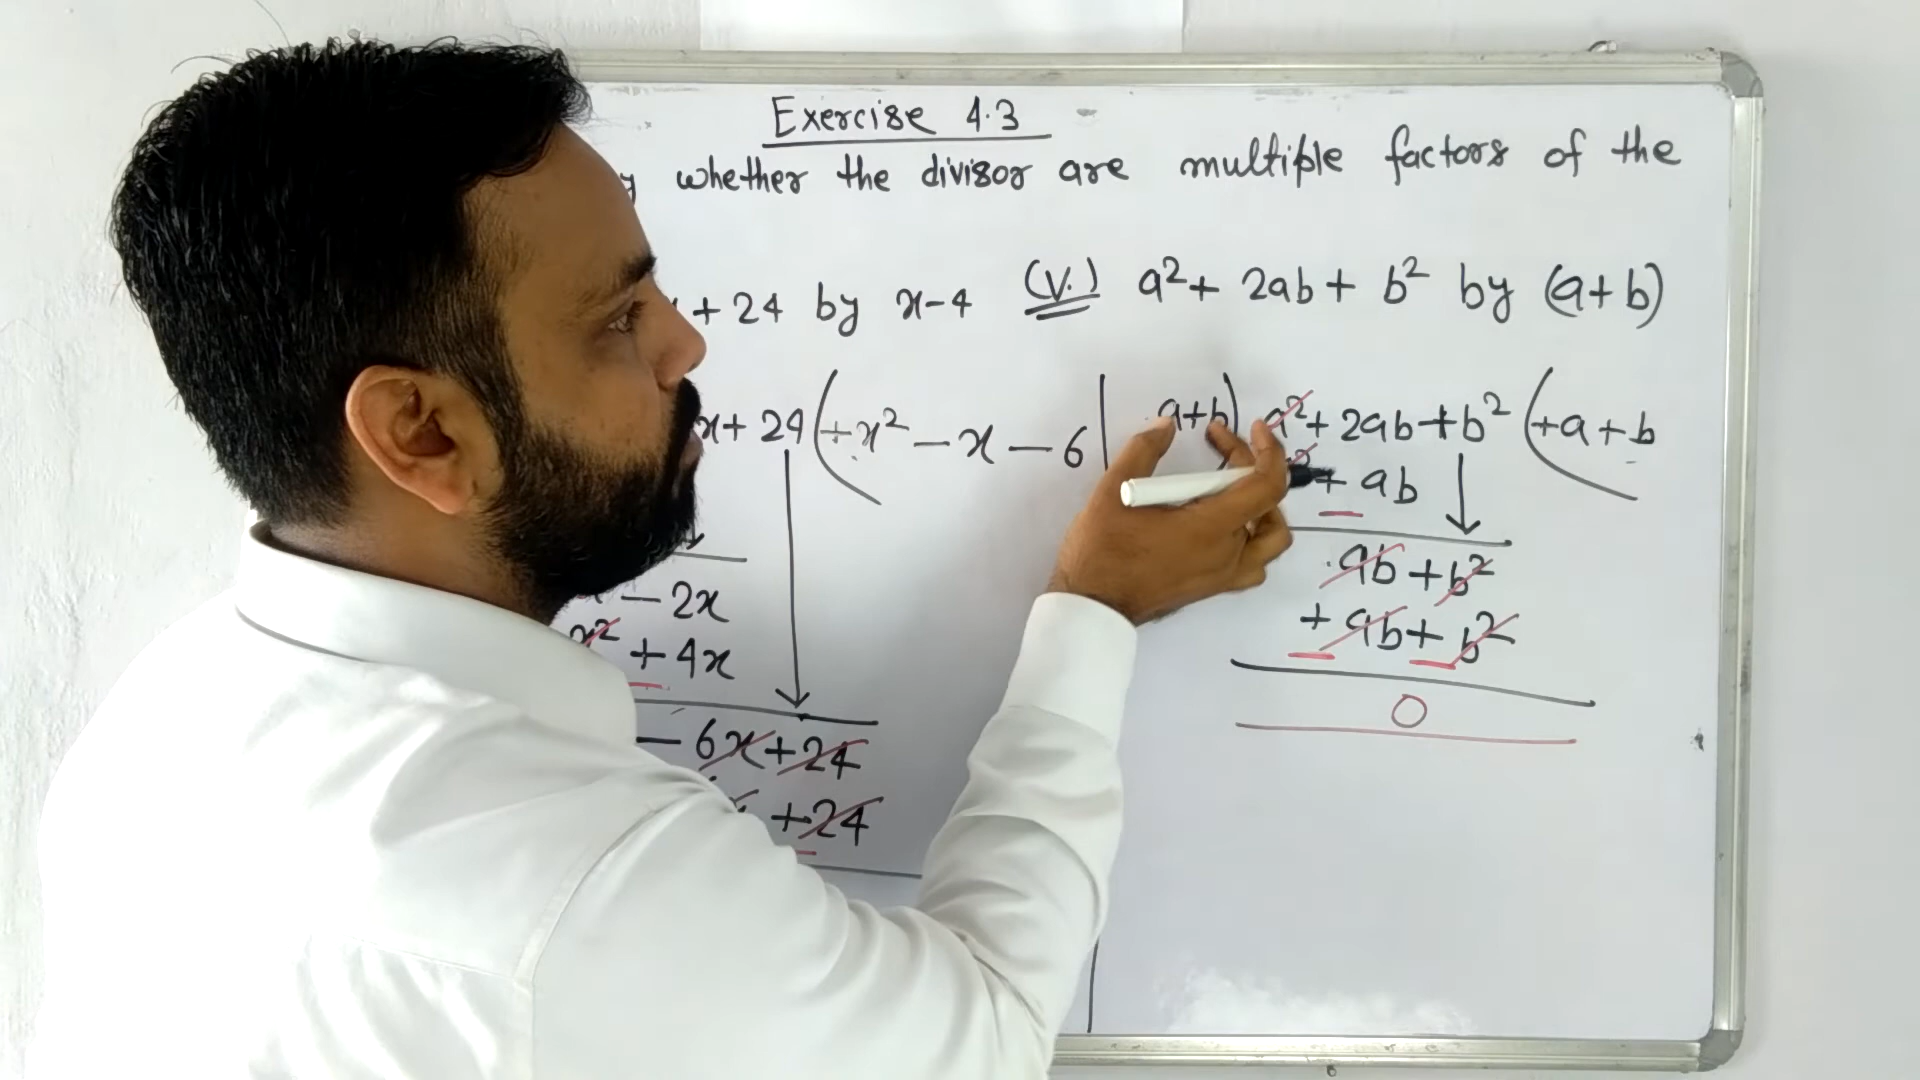 Exercise 4.3
whether the divisor are multiple factors of the
+ 24 by x-4
x+ 24 ( +x² - x - 6
- 2x
x² + 4x
- 6x + 24
+ 24
(V.) a² + 2ab + b² by (a+b)
a+b) a² + 2ab + b² ( +a + b
+ ab
ab + b²
+ ab + b²
0